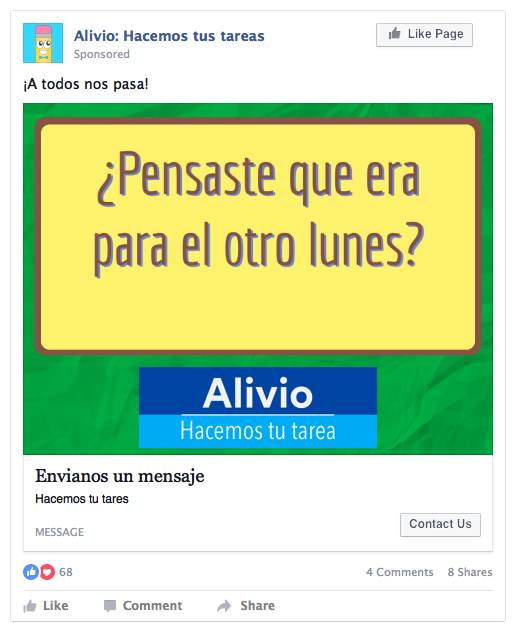 Alivio: Hacemos tus tareas
Like Page
Sponsored
¡A todos nos pasa!
¿Pensaste que era
para el otro lunes?
Alivio
Hacemos tu tarea
Envianos un mensaje
Hacemos tu tares
MESSAGE
Contact Us
68
4 Comments
8 Shares
Like
Comment
Share